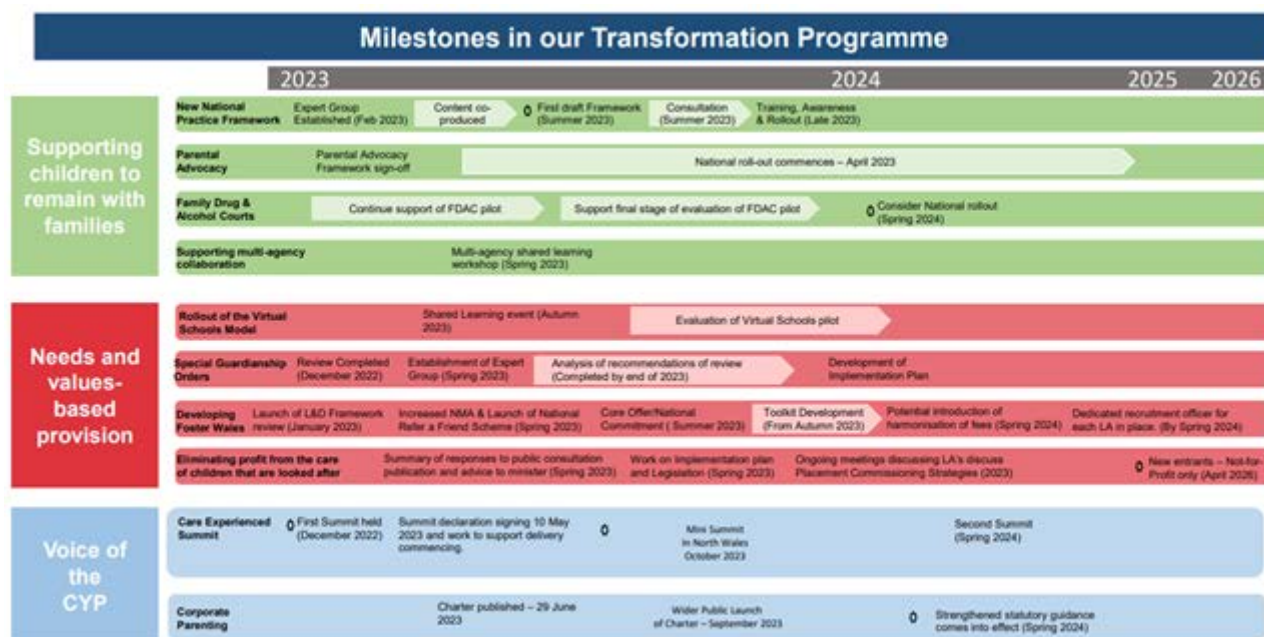 Milestones in our Transformation Programme
2023
2024
2025
2026
Supporting
children to
remain with
families
New National
Practice Framework
Expert Group
Established (Feb 2023)
Content co-
produced
First draft Framework
(Summer 2023)
Consultation
(Summer 2023)
Training, Awareness
& Rollout (Late 2023)
Parental
Advocacy
Parental Advocacy
Framework sign-off
National roll-out commences – April 2023
Family Drug &
Alcohol Courts
Continue support of FDAC pilot
Support final stage of evaluation of FDAC pilot
Consider National rollout
(Spring 2024)
Supporting multi-agency
collaboration
Multi-agency shared learning
workshop (Spring 2023)
Needs and
values-
based
provision
Rollout of the Virtual
Schools Model
Shared Learning event (Autumn
2023)
Evaluation of Virtual Schools pilot
Special Guardianship
Orders
Review Completed
(December 2022)
Establishment of Expert
Group (Spring 2023)
Analysis of recommendations of review
(Completed by end of 2023)
Development of
Implementation Plan
Developing
Foster Wales
Launch of L&D Framework
review (January 2023)
Increased NMA & Launch of National
Refer a Friend Scheme (Spring 2023)
Core Offer/National
Commitment ( Summer 2023)
Toolkit Development
(From Autumn 2023)
Potential introduction of
harmonisation of fees (Spring 2024)
Dedicated recruitment officer for
each LA in place. (By Spring 2024)
Eliminating profit from the care
of children that are looked after
Summary of responses to public consultation
publication and advice to minister (Spring 2023)
Work on Implementation plan
and Legislation (Spring 2023)
Ongoing meetings discussing LA's discuss
Placement Commissioning Strategies (2023)
New entrants – Not-for-
Profit only (April 2026)
Voice of
the
CYP
Care Experienced
Summit
First Summit held
(December 2022)
Summit declaration signing 10 May
2023 and work to support delivery
commencing.
Mini Summit
In North Wales
October 2023
Second Summit
(Spring 2024)
Corporate
Parenting
Charter published – 29 June
2023
Wider Public Launch
of Charter – September 2023
Strengthened statutory guidance
comes into effect (Spring 2024)